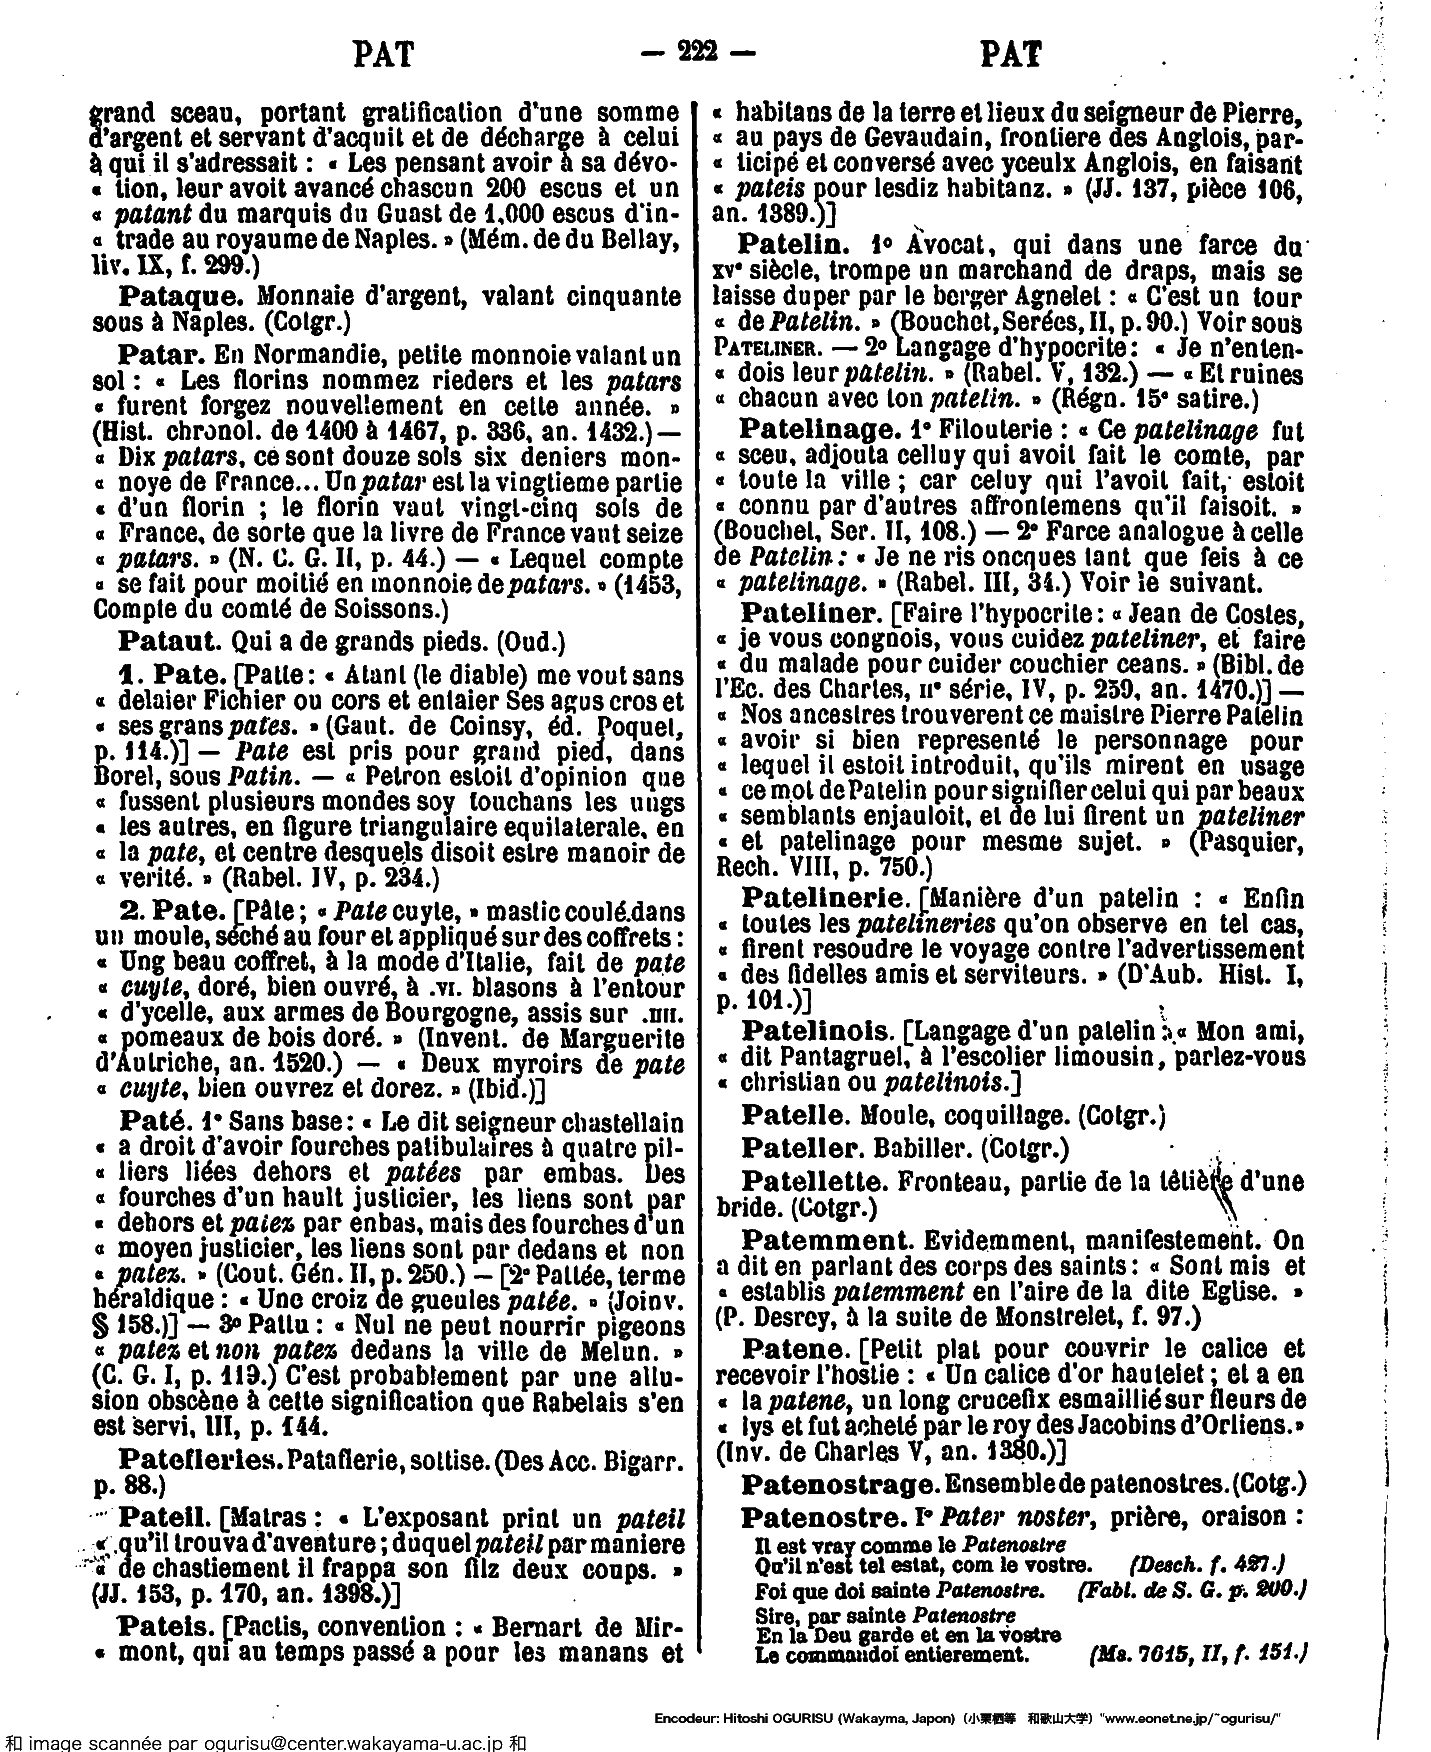 PAT
— 222 —
PAT
grand sceau, portant gratification d'une somme
d'argent et servant d'acquit et de décharge à celui
à qui il s'adressait : « Les pensant avoir à sa dévo-
« tion, leur avoit avancé chascun 200 escus et un
« patant du marquis du Guast de 1,000 escus d'in-
« trade au royaume de Naples. » (Mém. de du Bellay,
liv. IX, f. 299.)
Pataque. Monnaie d'argent, valant cinquante
sous à Naples. (Cotgr.)
Patar. En Normandie, petite monnoie valant un
sol : « Les florins nommez rieders et les patars
« furent forgez nouvellement en cette année. »
(Hist. chronol. de 1400 à 1467, p. 336, an. 1432.) —
« Dix patars, ce sont douze sols six deniers mon-
« noye de France... Un patar est la vingtieme partie
« d'un florin ; le florin vaut vingt-cinq sols de
« France, de sorte que la livre de France vaut seize
« patars. » (N. C. G. II, p. 44.) — « Lequel compte
« se fait pour moitié en monnoie de patars. » (1453,
Compte du comté de Soissons.)
Pataut. Qui a de grands pieds. (Oud.)
1. Pate. [Patte : « Atant (le diable) me vout sans
« delaier Fichier ou cors et entaier Ses agus cros et
« ses grans pates. » (Gaut. de Coinsy, éd. Poquet,
p. 114.)] — Pate est pris pour grand pied, dans
Borel, sous Patin. — « Petron estoit d'opinion que
« fussent plusieurs mondes soy touchans les ungs
« les autres, en figure triangulaire equilaterale, en
« la pate, et centre desquels disoit estre manoir de
« verité. » (Rabel. IV, p. 234.)
2. Pate. [Pâte ; « Pate cuyte, » mastic coulé dans
un moule, séché au four et appliqué sur des coffrets :
« Ung beau coffret, à la mode d'Italie, fait de pate
« cuyte, doré, bien ouvré, à .VI. blasons à l'entour
« d'ycelle, aux armes de Bourgogne, assis sur .IIII.
« pomeaux de bois doré. » (Invent. de Marguerite
d'Autriche, an. 1520.) — « Deux myroirs de pate
« cuyte, bien ouvrez et dorez. » (Ibid.)]
Paté. 1° Sans base : « Le dit seigneur chastellain
« a droit d'avoir fourches patibulaires à quatre pil-
« liers liées dehors et patées par embas. Des
« fourches d'un hault justicier, les liens sont par
« dehors et patez par enbas, mais des fourches d'un
« moyen justicier, les liens sont par dedans et non
« patez. » (Cout. Gén. II, p. 250.) — [2° Pattée, terme
héraldique : « Une croiz de gueules patée. » (Joinv.
§ 158.)] — 3° Pattu : « Nul ne peut nourrir pigeons
« patez et non patez dedans la ville de Melun. »
(C. G. I, p. 119.) C'est probablement par une allu-
sion obscène à cette signification que Rabelais s'en
est servi, III, p. 144.
Patefleries. Pataflerie, sottise. (Des Acc. Bigarr.
p. 88.)
Pateil. [Matras : « L'exposant print un pateil
« qu'il trouva d'aventure ; duquel pateil par maniere
« de chastiement il frappa son filz deux coups. »
(JJ. 153, p. 170, an. 1398.)]
Pateis. [Pactis, convention : « Bernart de Mir-
« mont, qui au temps passé a pour les manans et
« habitans de la terre et lieux du seigneur de Pierre,
« au pays de Gevaudain, frontiere des Anglois, par-
« ticipé et conversé avec yceulx Anglois, en faisant
« pateis pour lesdiz habitanz. » (JJ. 137, pièce 106,
an. 1389.)]
Patelin. 1° Avocat, qui dans une farce du
XVe siècle, trompe un marchand de draps, mais se
laisse duper par le berger Agnelet : « C'est un tour
« de Patelin. » (Bouchet, Serées, II, p. 90.) Voir sous
PATELINER. — 2° Langage d'hypocrite : « Je n'enten-
« dois leur patelin. » (Rabel. V, 132.) — « Et ruines
« chacun avec ton patelin. » (Régn. 15e satire.)
Patelinage. 1° Filouterie : « Ce patelinage fut
« sceu, adjouta celluy qui avoit fait le comte, par
« toute la ville ; car celuy qui l'avoit fait, estoit
« connu par d'autres affrontemens qu'il faisoit. »
(Bouchet, Ser. II, 108.) — 2° Farce analogue à celle
de Patelin : « Je ne ris oncques tant que feis à ce
« patelinage. » (Rabel. III, 34.) Voir le suivant.
Pateliner. [Faire l'hypocrite : « Jean de Costes,
« je vous congnois, vous cuidez pateliner, et faire
« du malade pour cuider couchier ceans. » (Bibl. de
l'Ec. des Chartes, IIe série, IV, p. 259, an. 1470.)] —
« Nos ancestres trouverent ce maistre Pierre Patelin
« avoir si bien representé le personnage pour
« lequel il estoit introduit, qu'ils mirent en usage
« ce mot de Patelin pour signifier celui qui par beaux
« semblants enjauloit, et de lui firent un pateliner
« et patelinage pour mesme sujet. » (Pasquier,
Rech. VIII, p. 750.)
Patelinerie. [Manière d'un patelin : « Enfin
« toutes les patelineries qu'on observe en tel cas,
« firent resoudre le voyage contre l'advertissement
« des fidelles amis et serviteurs. » (D'Aub. Hist. I,
p. 101.)]
Patelinois. [Langage d'un patelin : « Mon ami,
« dit Pantagruel, à l'escolier limousin, parlez-vous
« christian ou patelinois.]
Patelle. Moule, coquillage. (Cotgr.)
Pateller. Babiller. (Cotgr.)
Patellette. Fronteau, partie de la têtière d'une
bride. (Cotgr.)
Patemment. Evidemment, manifestement. On
a dit en parlant des corps des saints : « Sont mis et
« establis patemment en l'aire de la dite Eglise. »
(P. Desrey, à la suite de Monstrelet, f. 97.)
Patene. [Petit plat pour couvrir le calice et
recevoir l'hostie : « Un calice d'or hautelet ; et a en
« la patene, un long crucefix esmaillié sur fleurs de
« lys et fut acheté par le roy des Jacobins d'Orliens. »
(Inv. de Charles V, an. 1380.)]
Patenostrage. Ensemble de patenostres. (Cotg.)
Patenostre. I° Pater noster, prière, oraison :
Il est vray comme le Patenostre
Qu'il n'est tel estat, com le vostre. (Desch. f. 427.)
Foi que doi sainte Patenostre. (Fabl. de S. G. p. 200.)
Sire, par sainte Patenostre
En la Deu garde et en la vostre
Le commandoi entierement. (Ms. 7615, II, f. 151.)
Encodeur: Hitoshi OGURISU (Wakayma, Japon) (小栗栖等 和歌山大学) "www.eonet.ne.jp/~ogurisu/"
和 image scannée par ogurisu@center.wakayama-u.ac.jp 和